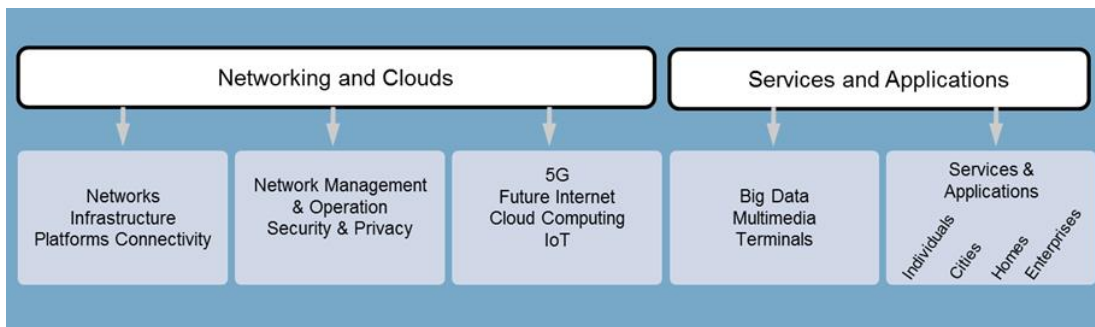 Networking and Clouds
Services and Applications
Networks
Infrastructure
Platforms Connectivity
Network Management
& Operation
Security & Privacy
5G
Future Internet
Cloud Computing
IoT
Big Data
Multimedia
Terminals
Services &
Applications
Individuals
Cities
Homes
Enterprises